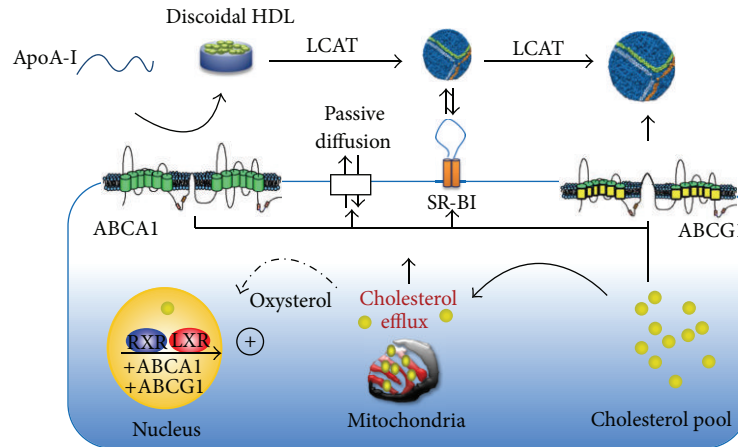 Discoidal HDL
ApoA-I
LCAT
LCAT
Passive
diffusion
SR-BI
ABCA1
ABCG1
Oxysterol
Cholesterol
efflux
RXR LXR
+
+ABCA1
+ABCG1
Nucleus
Mitochondria
Cholesterol pool